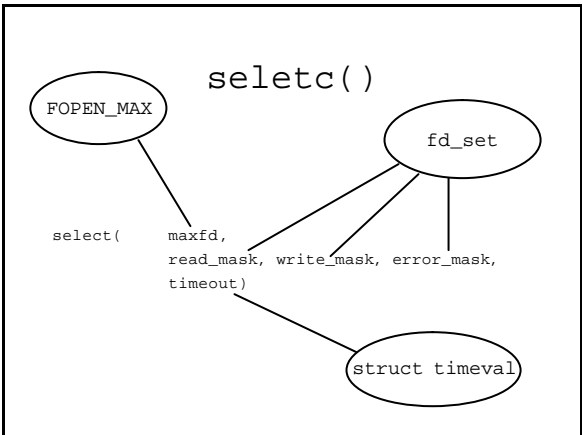 seletc()
FOPEN_MAX
fd_set
select( maxfd,
read_mask, write_mask, error_mask,
timeout)
struct timeval